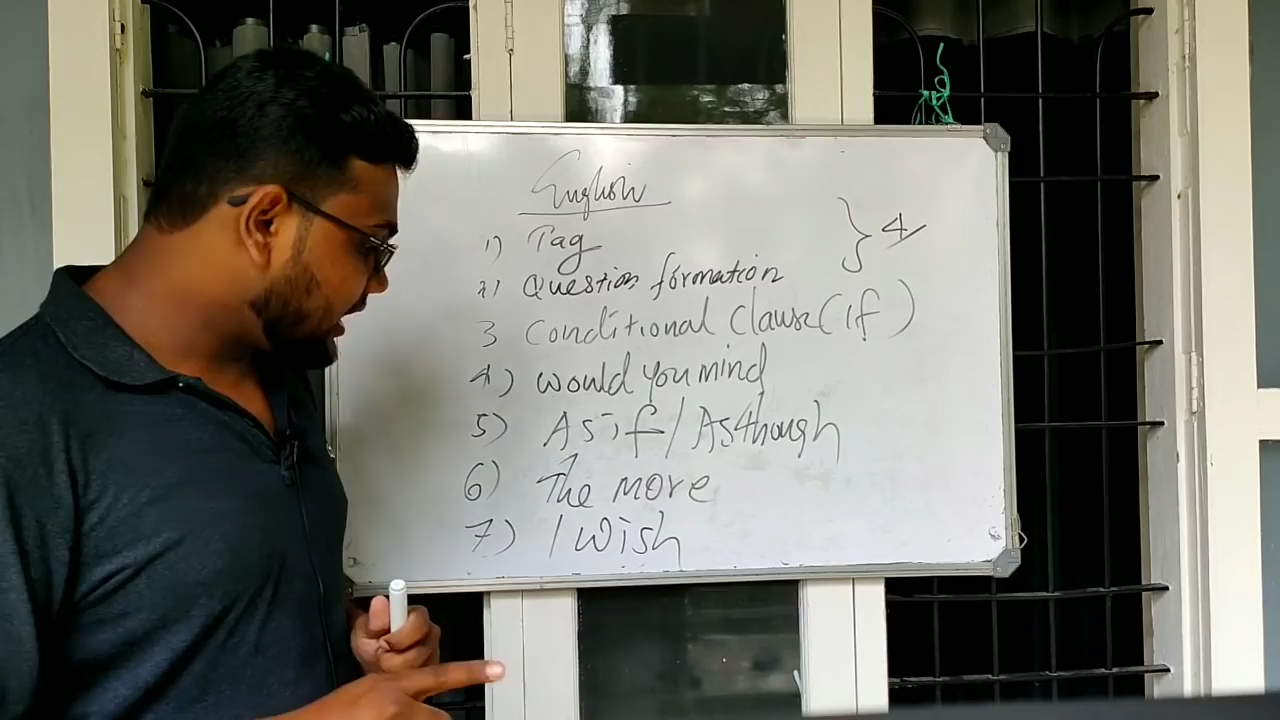 English
1) Tag
2) Question formation } 4/
3 Conditional Clause (If)
4) Would you mind
5) As if / As though
6) The more
7) I wish